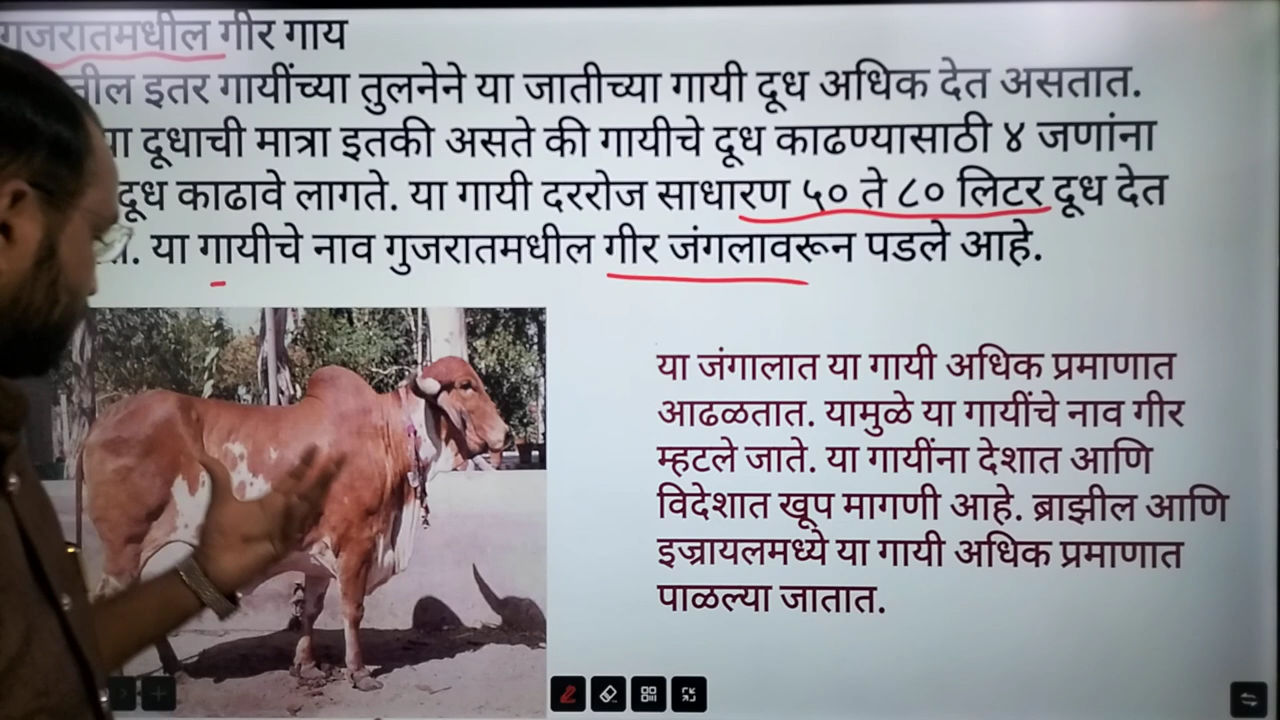 गुजरातमधील गीर गाय
इतर गायींच्या तुलनेने या जातीच्या गायी दूध अधिक देत असतात.
दूधाची मात्रा इतकी असते की गायीचे दूध काढण्यासाठी ४ जणांना
दूध काढावे लागते. या गायी दररोज साधारण ५० ते ८० लिटर दूध देत
या गायीचे नाव गुजरातमधील गीर जंगलावरून पडले आहे.
या जंगालात या गायी अधिक प्रमाणात
आढळतात. यामुळे या गायींचे नाव गीर
म्हटले जाते. या गायींना देशात आणि
विदेशात खूप मागणी आहे. ब्राझील आणि
इज्रायलमध्ये या गायी अधिक प्रमाणात
पाळल्या जातात.